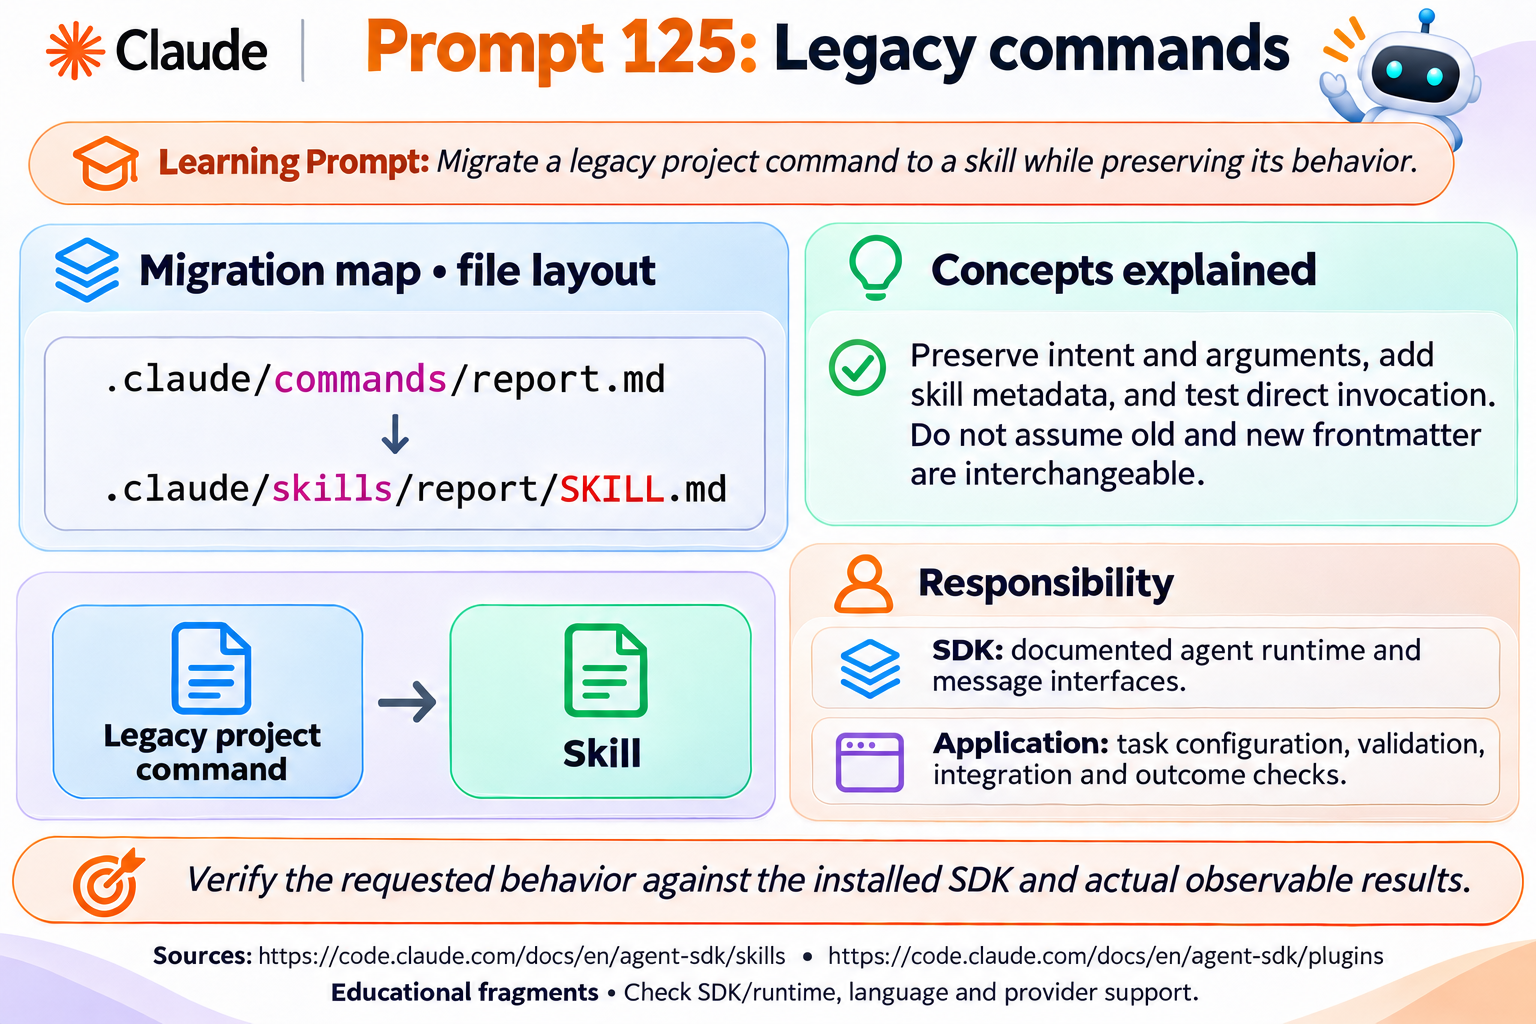 Claude
Prompt 125: Legacy commands
Learning Prompt: Migrate a legacy project command to a skill while preserving its behavior.
Migration map • file layout
.claude/commands/report.md
↓
.claude/skills/report/SKILL.md
Concepts explained
Preserve intent and arguments, add
skill metadata, and test direct invocation.
Do not assume old and new frontmatter
are interchangeable.
Legacy project
command
→
Skill
Responsibility
SDK: documented agent runtime and
message interfaces.
Application: task configuration, validation,
integration and outcome checks.
Verify the requested behavior against the installed SDK and actual observable results.
Sources: https://code.claude.com/docs/en/agent-sdk/skills • https://code.claude.com/docs/en/agent-sdk/plugins
Educational fragments • Check SDK/runtime, language and provider support.